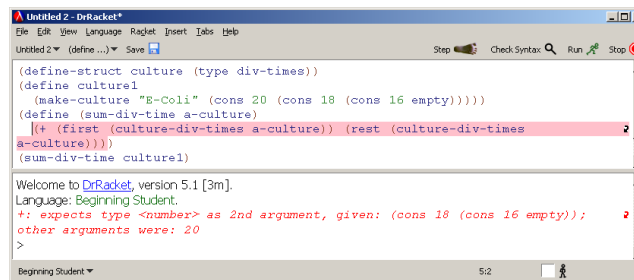 Untitled 2 - DrRacket*
File Edit View Language Racket Insert Tabs Help
Untitled 2 (define ...) Save Step Check Syntax Run Stop
(define-struct culture (type div-times))
(define culture1
(make-culture "E-Coli" (cons 20 (cons 18 (cons 16 empty)))))
(define (sum-div-time a-culture)
(+ (first (culture-div-times a-culture)) (rest (culture-div-times
a-culture))))
(sum-div-time culture1)
Welcome to DrRacket, version 5.1 [3m].
Language: Beginning Student.
+: expects type <number> as 2nd argument, given: (cons 18 (cons 16 empty));
other arguments were: 20
>
Beginning Student 5:2